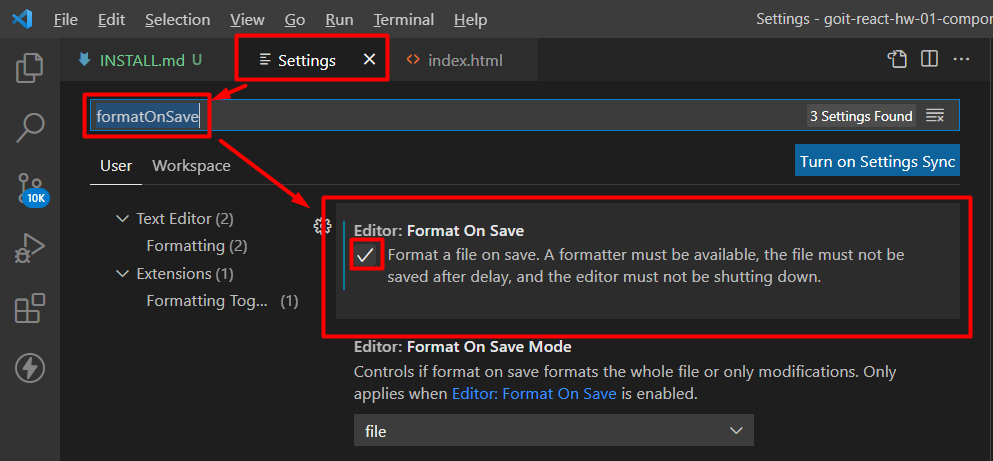 File Edit Selection View Go Run Terminal Help
Settings - goit-react-hw-01-compor
INSTALL.md U
Settings
index.html
formatOnSave
3 Settings Found
User Workspace
Turn on Settings Sync
Text Editor (2)
Formatting (2)
Extensions (1)
Formatting Tog... (1)
10K
Editor: Format On Save
Format a file on save. A formatter must be available, the file must not be
saved after delay, and the editor must not be shutting down.
Editor: Format On Save Mode
Controls if format on save formats the whole file or only modifications. Only
applies when Editor: Format On Save is enabled.
file